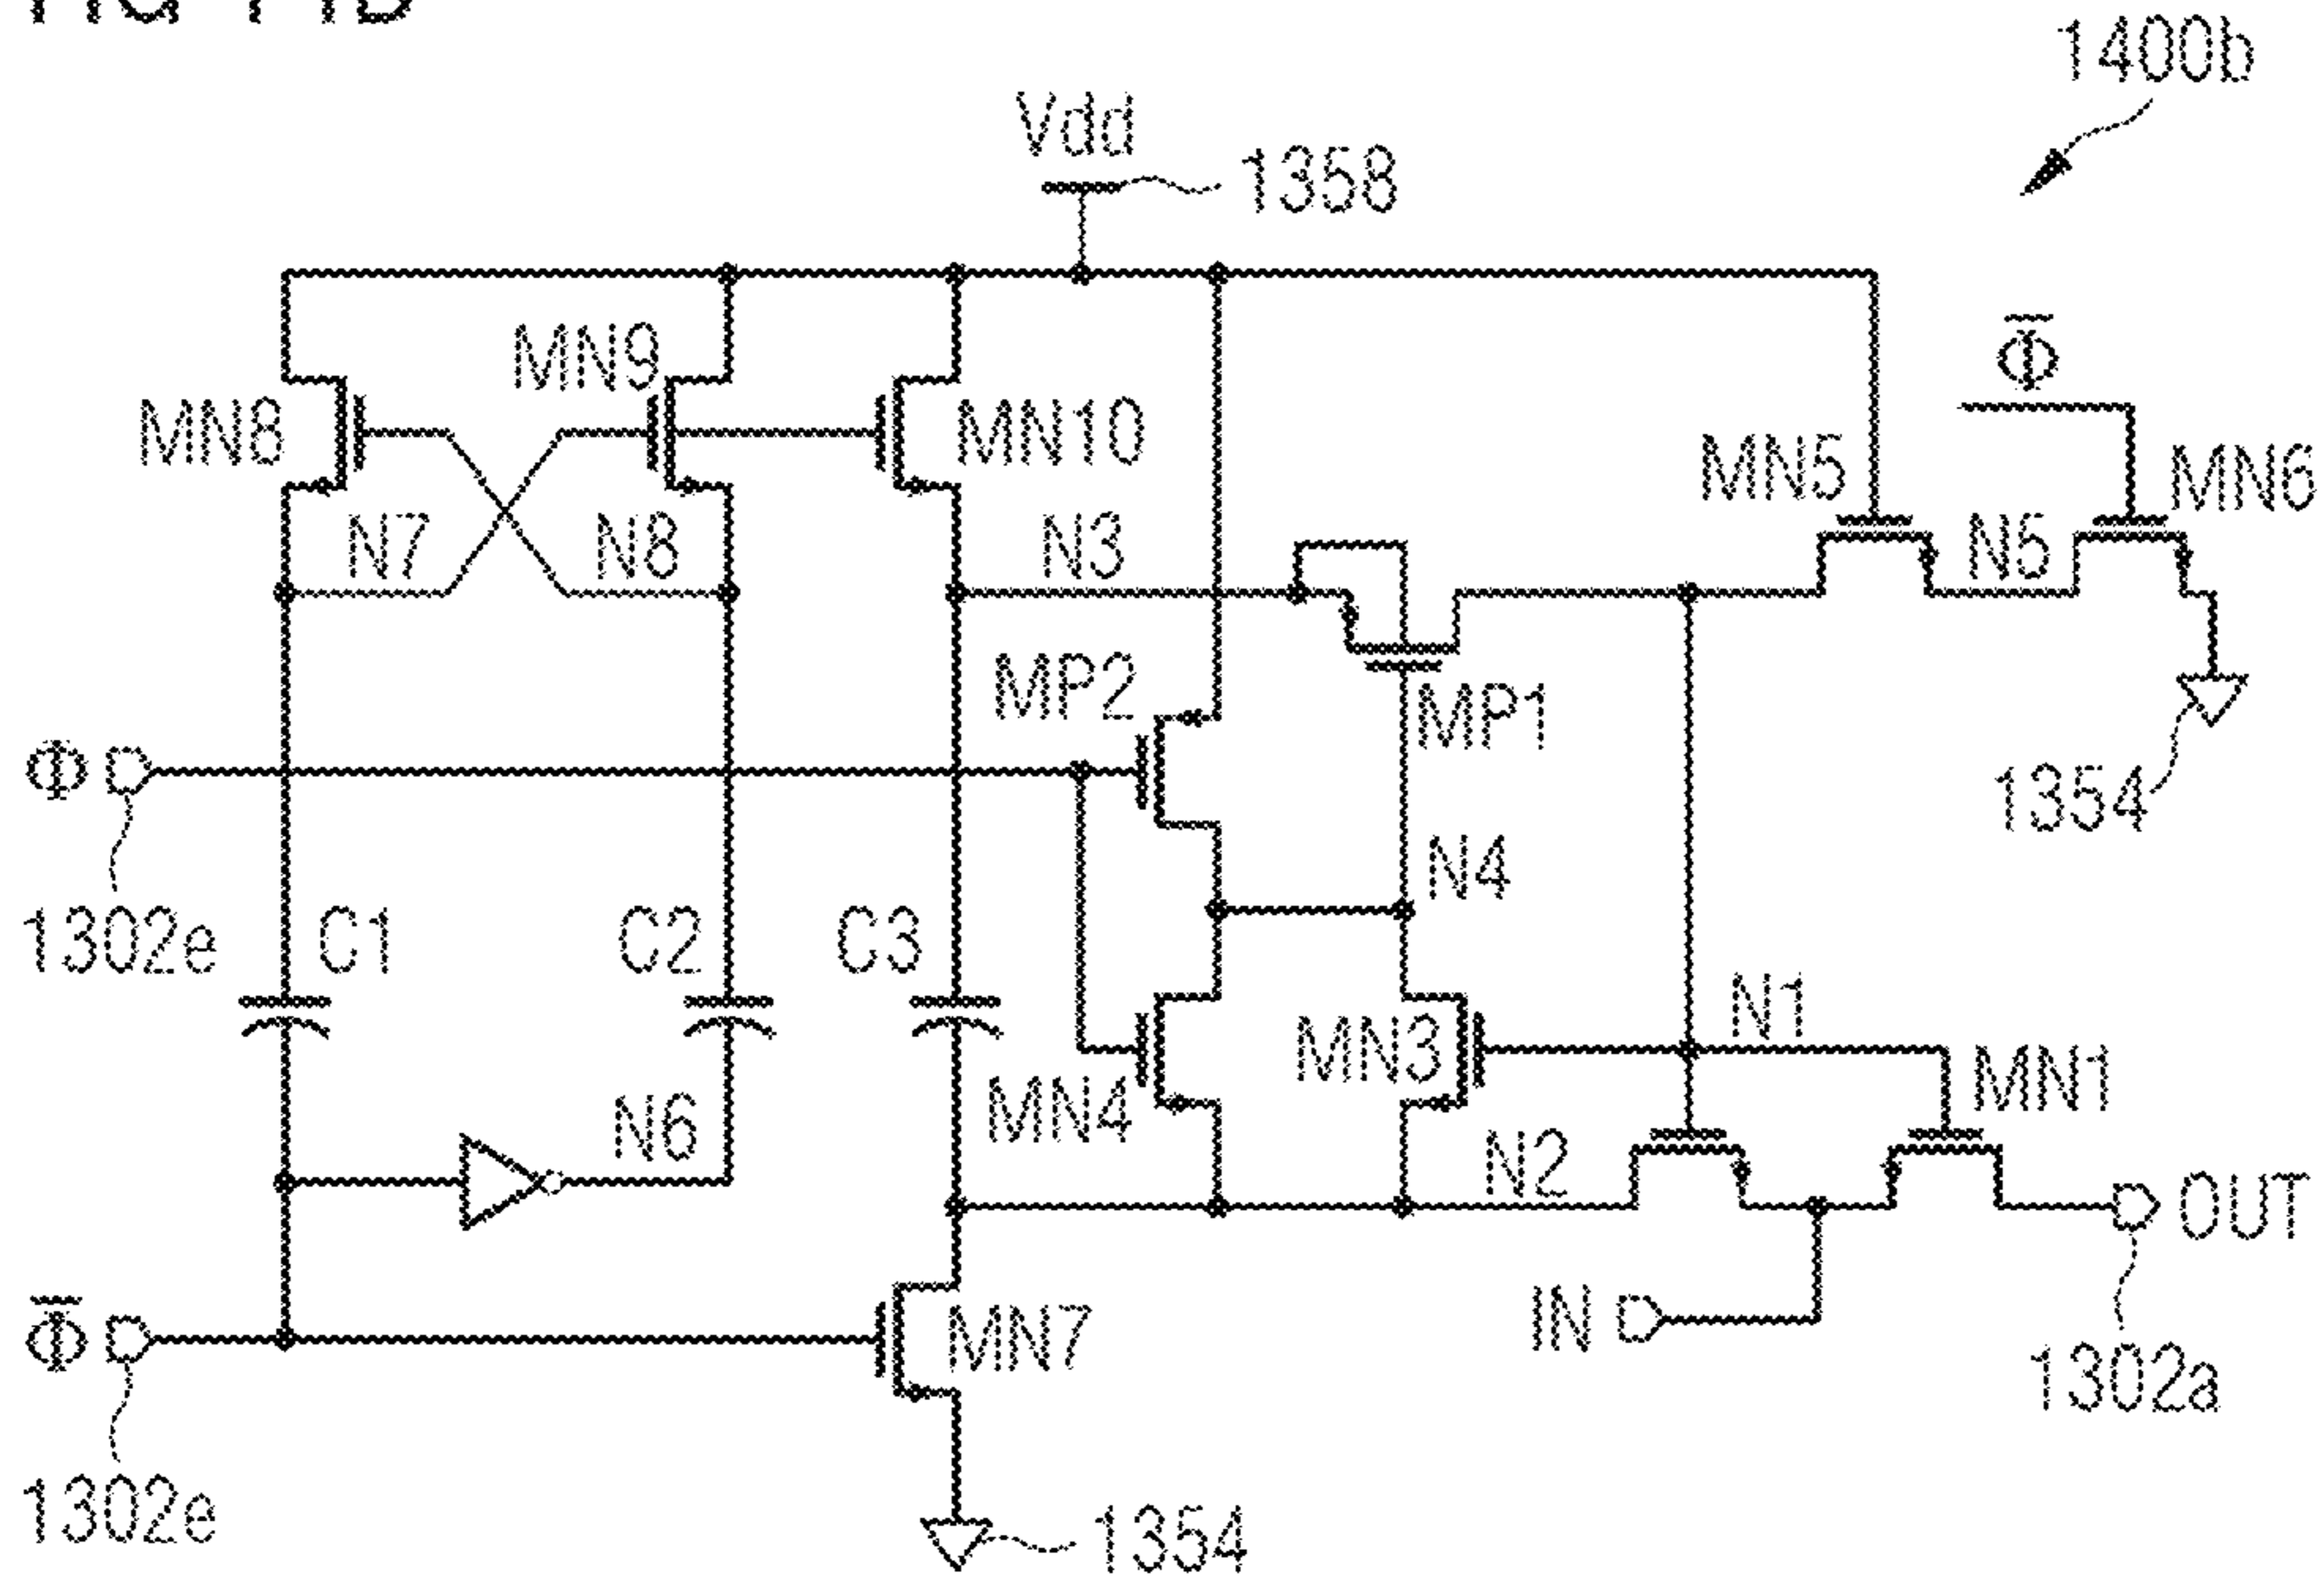 1400b
Vdd
1358
MN9
Φ̅
MN8
MN10
MN5
MN6
N7
N8
N3
N5
MP2
MP1
Φ
1354
N4
1302e
C1
C2
C3
N1
MN3
MN1
MN4
N6
N2
OUT
IN
Φ̅
MN7
1302a
1302e
1354